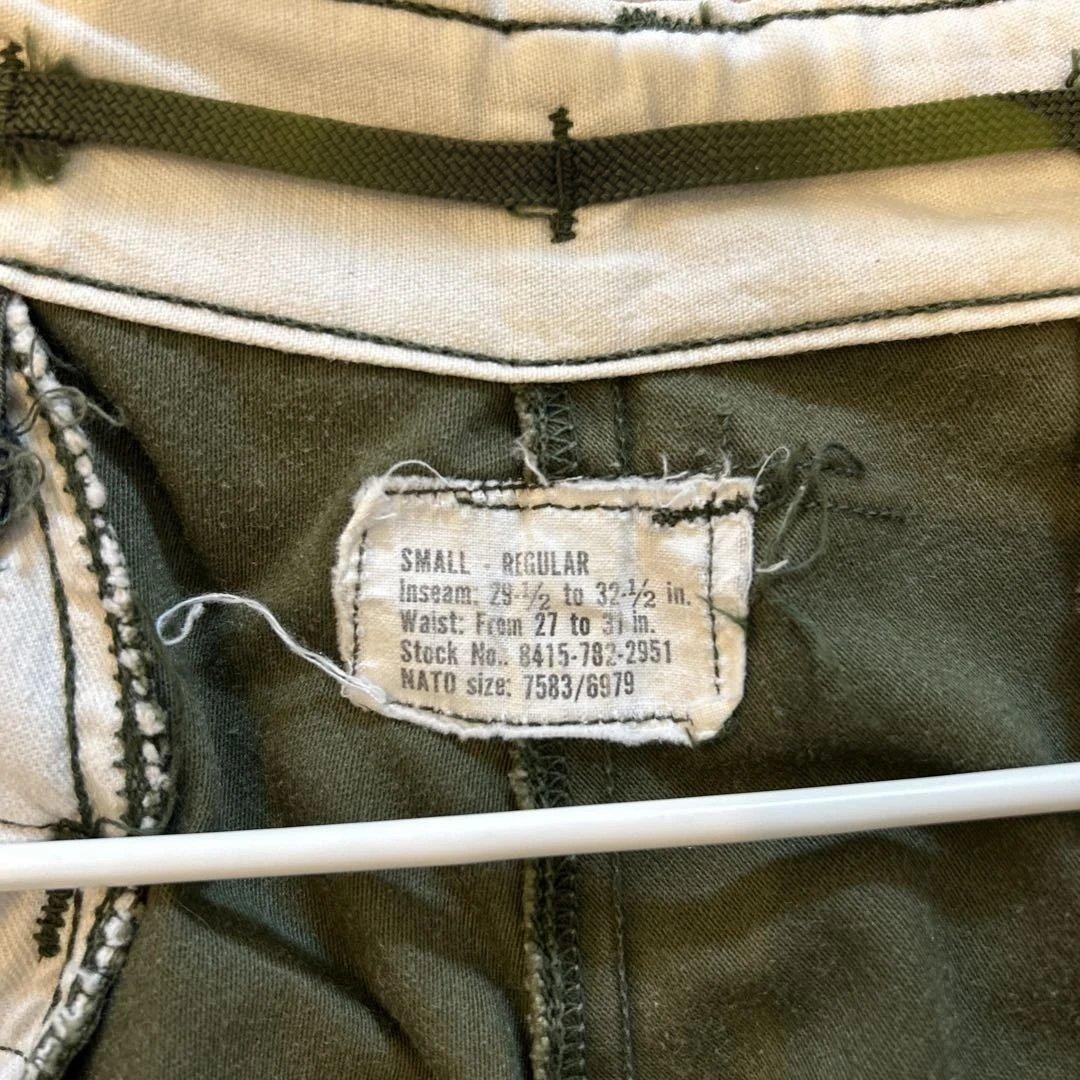 SMALL - REGULAR
Inseam: 29-1/2 to 32-1/2 in.
Waist: From 27 to 31 in.
Stock No.: 8415-782-2951
NATO size: 7583/6979